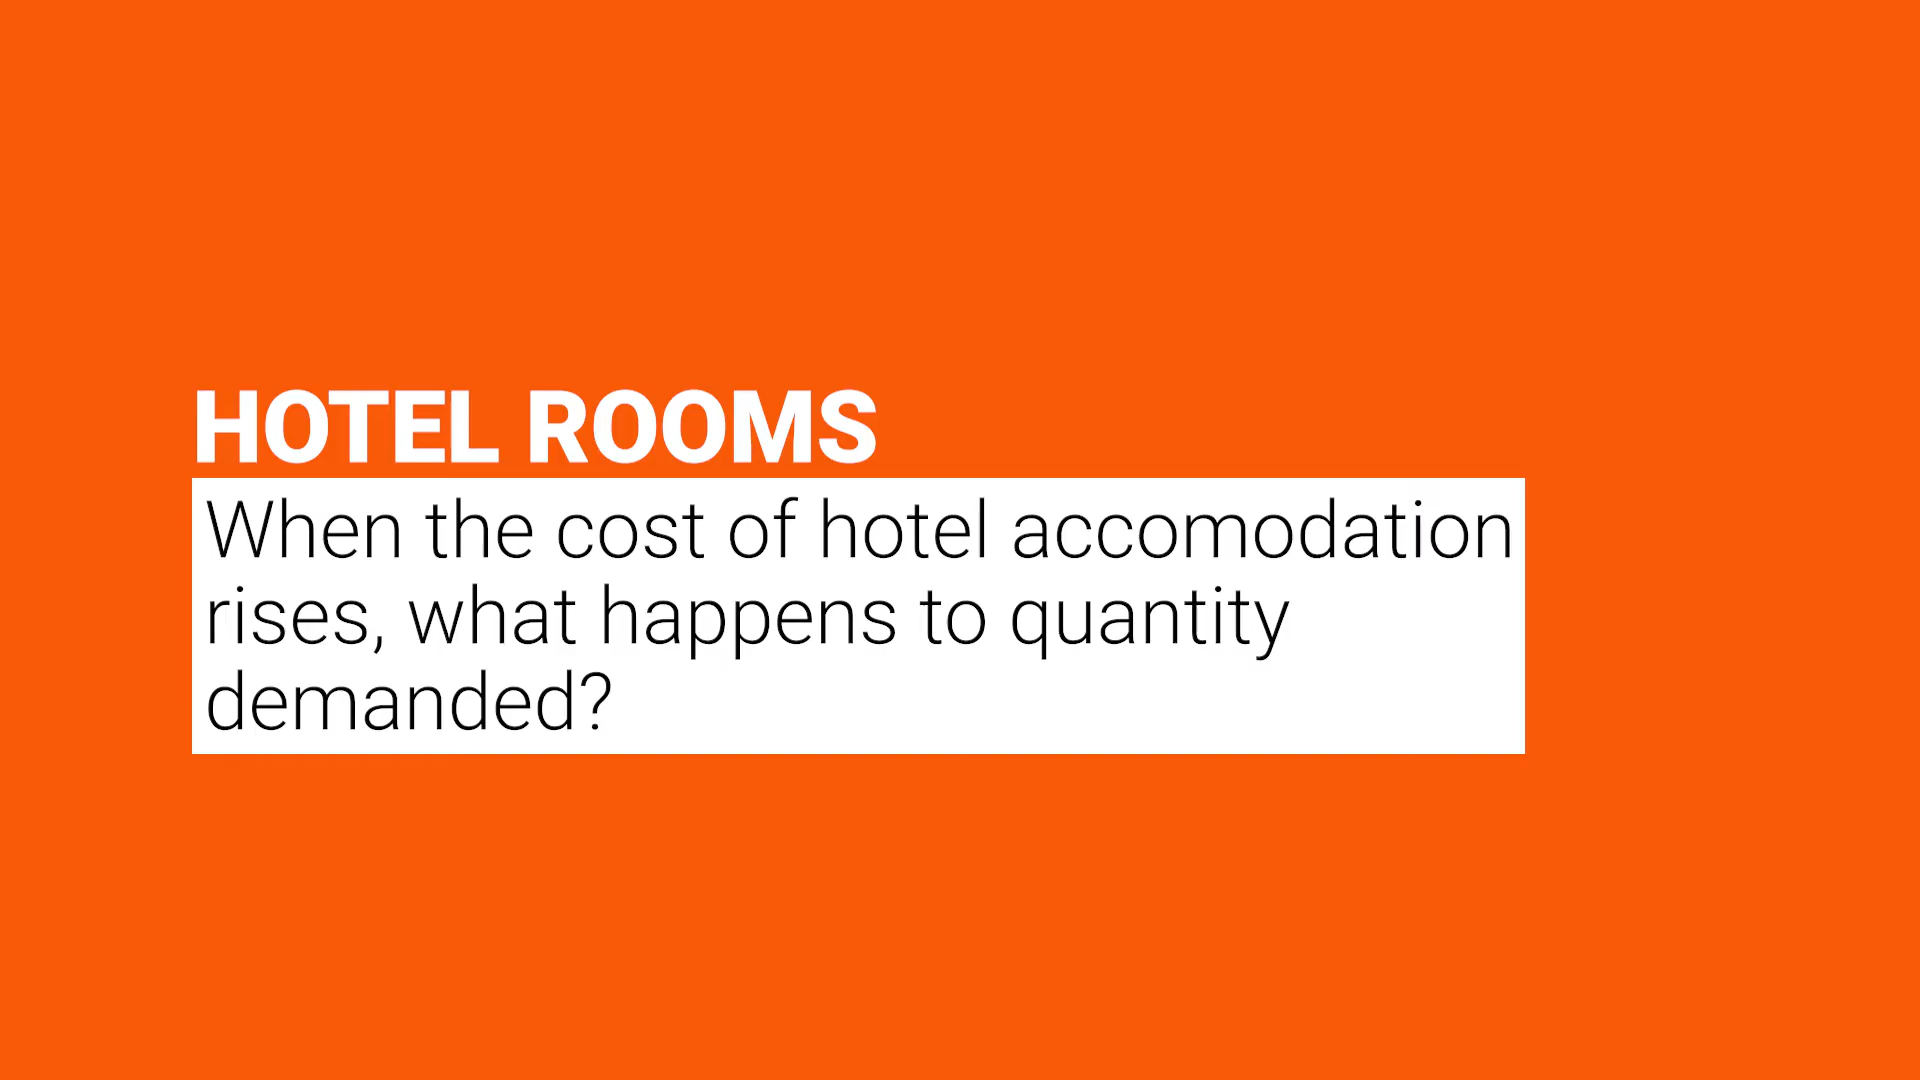 HOTEL ROOMS
When the cost of hotel accomodation
rises, what happens to quantity
demanded?